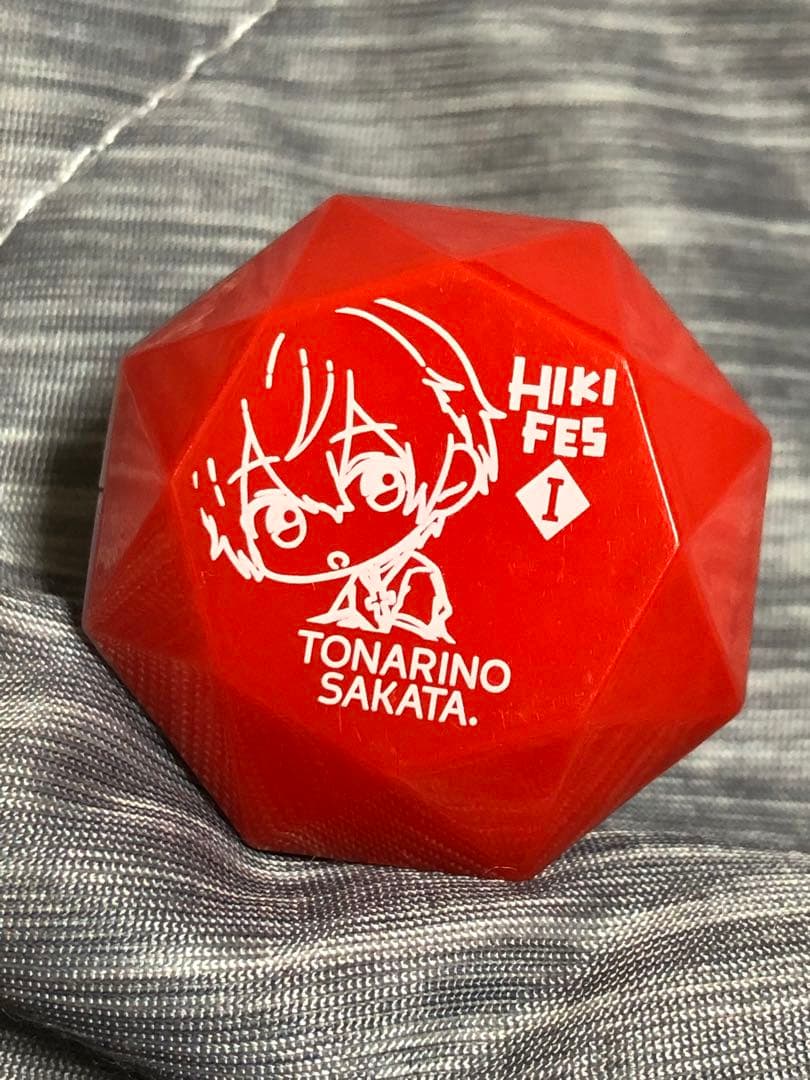 HIKI
FES
I
TONARINO
SAKATA.